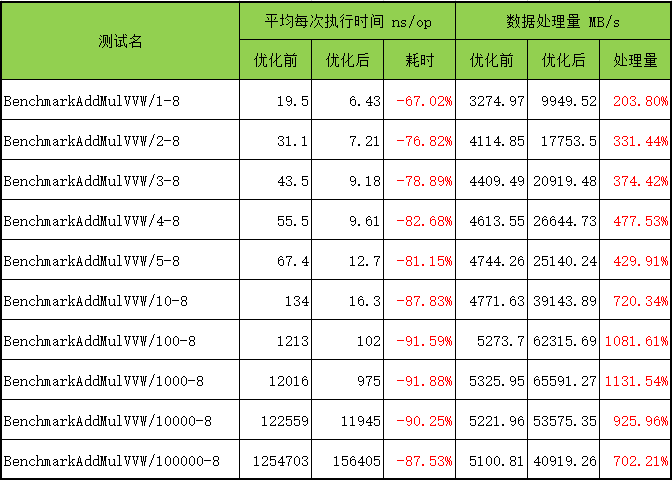 测试名 平均每次执行时间 ns/op 数据处理量 MB/s
优化前 优化后 耗时 优化前 优化后 处理量
BenchmarkAddMulVVW/1-8 19.5 6.43 -67.02% 3274.97 9949.52 203.80%
BenchmarkAddMulVVW/2-8 31.1 7.21 -76.82% 4114.85 17753.5 331.44%
BenchmarkAddMulVVW/3-8 43.5 9.18 -78.89% 4409.49 20919.48 374.42%
BenchmarkAddMulVVW/4-8 55.5 9.61 -82.68% 4613.55 26644.73 477.53%
BenchmarkAddMulVVW/5-8 67.4 12.7 -81.15% 4744.26 25140.24 429.91%
BenchmarkAddMulVVW/10-8 134 16.3 -87.83% 4771.63 39143.89 720.34%
BenchmarkAddMulVVW/100-8 1213 102 -91.59% 5273.7 62315.69 1081.61%
BenchmarkAddMulVVW/1000-8 12016 975 -91.88% 5325.95 65591.27 1131.54%
BenchmarkAddMulVVW/10000-8 122559 11945 -90.25% 5221.96 53575.35 925.96%
BenchmarkAddMulVVW/100000-8 1254703 156405 -87.53% 5100.81 40919.26 702.21%